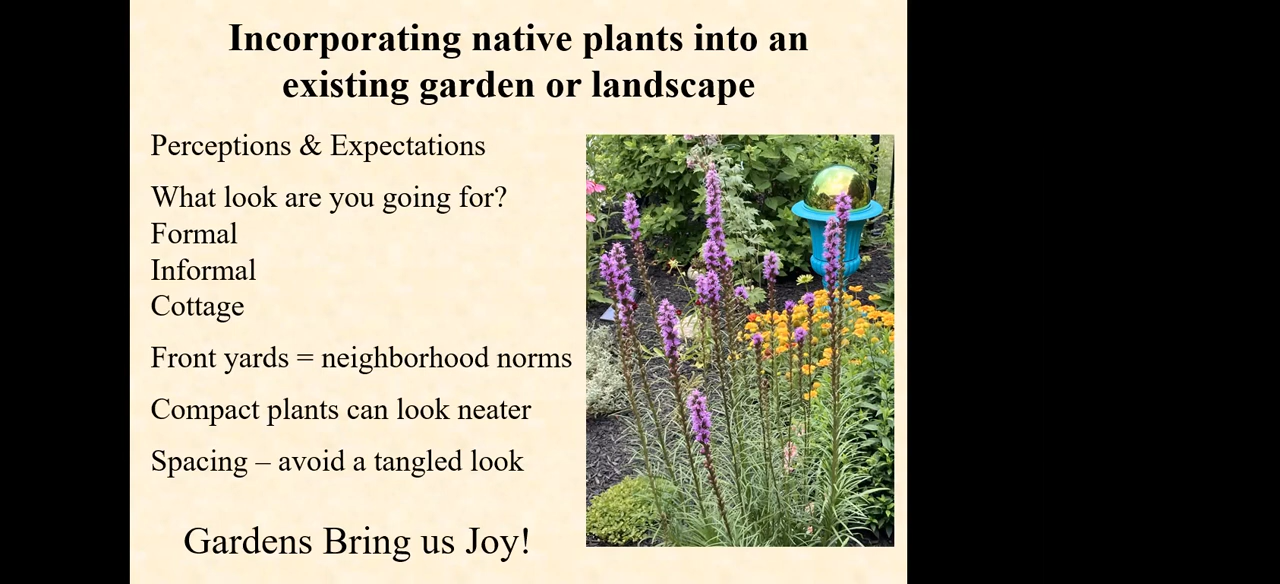 Incorporating native plants into an
existing garden or landscape
Perceptions & Expectations
What look are you going for?
Formal
Informal
Cottage
Front yards = neighborhood norms
Compact plants can look neater
Spacing – avoid a tangled look
Gardens Bring us Joy!